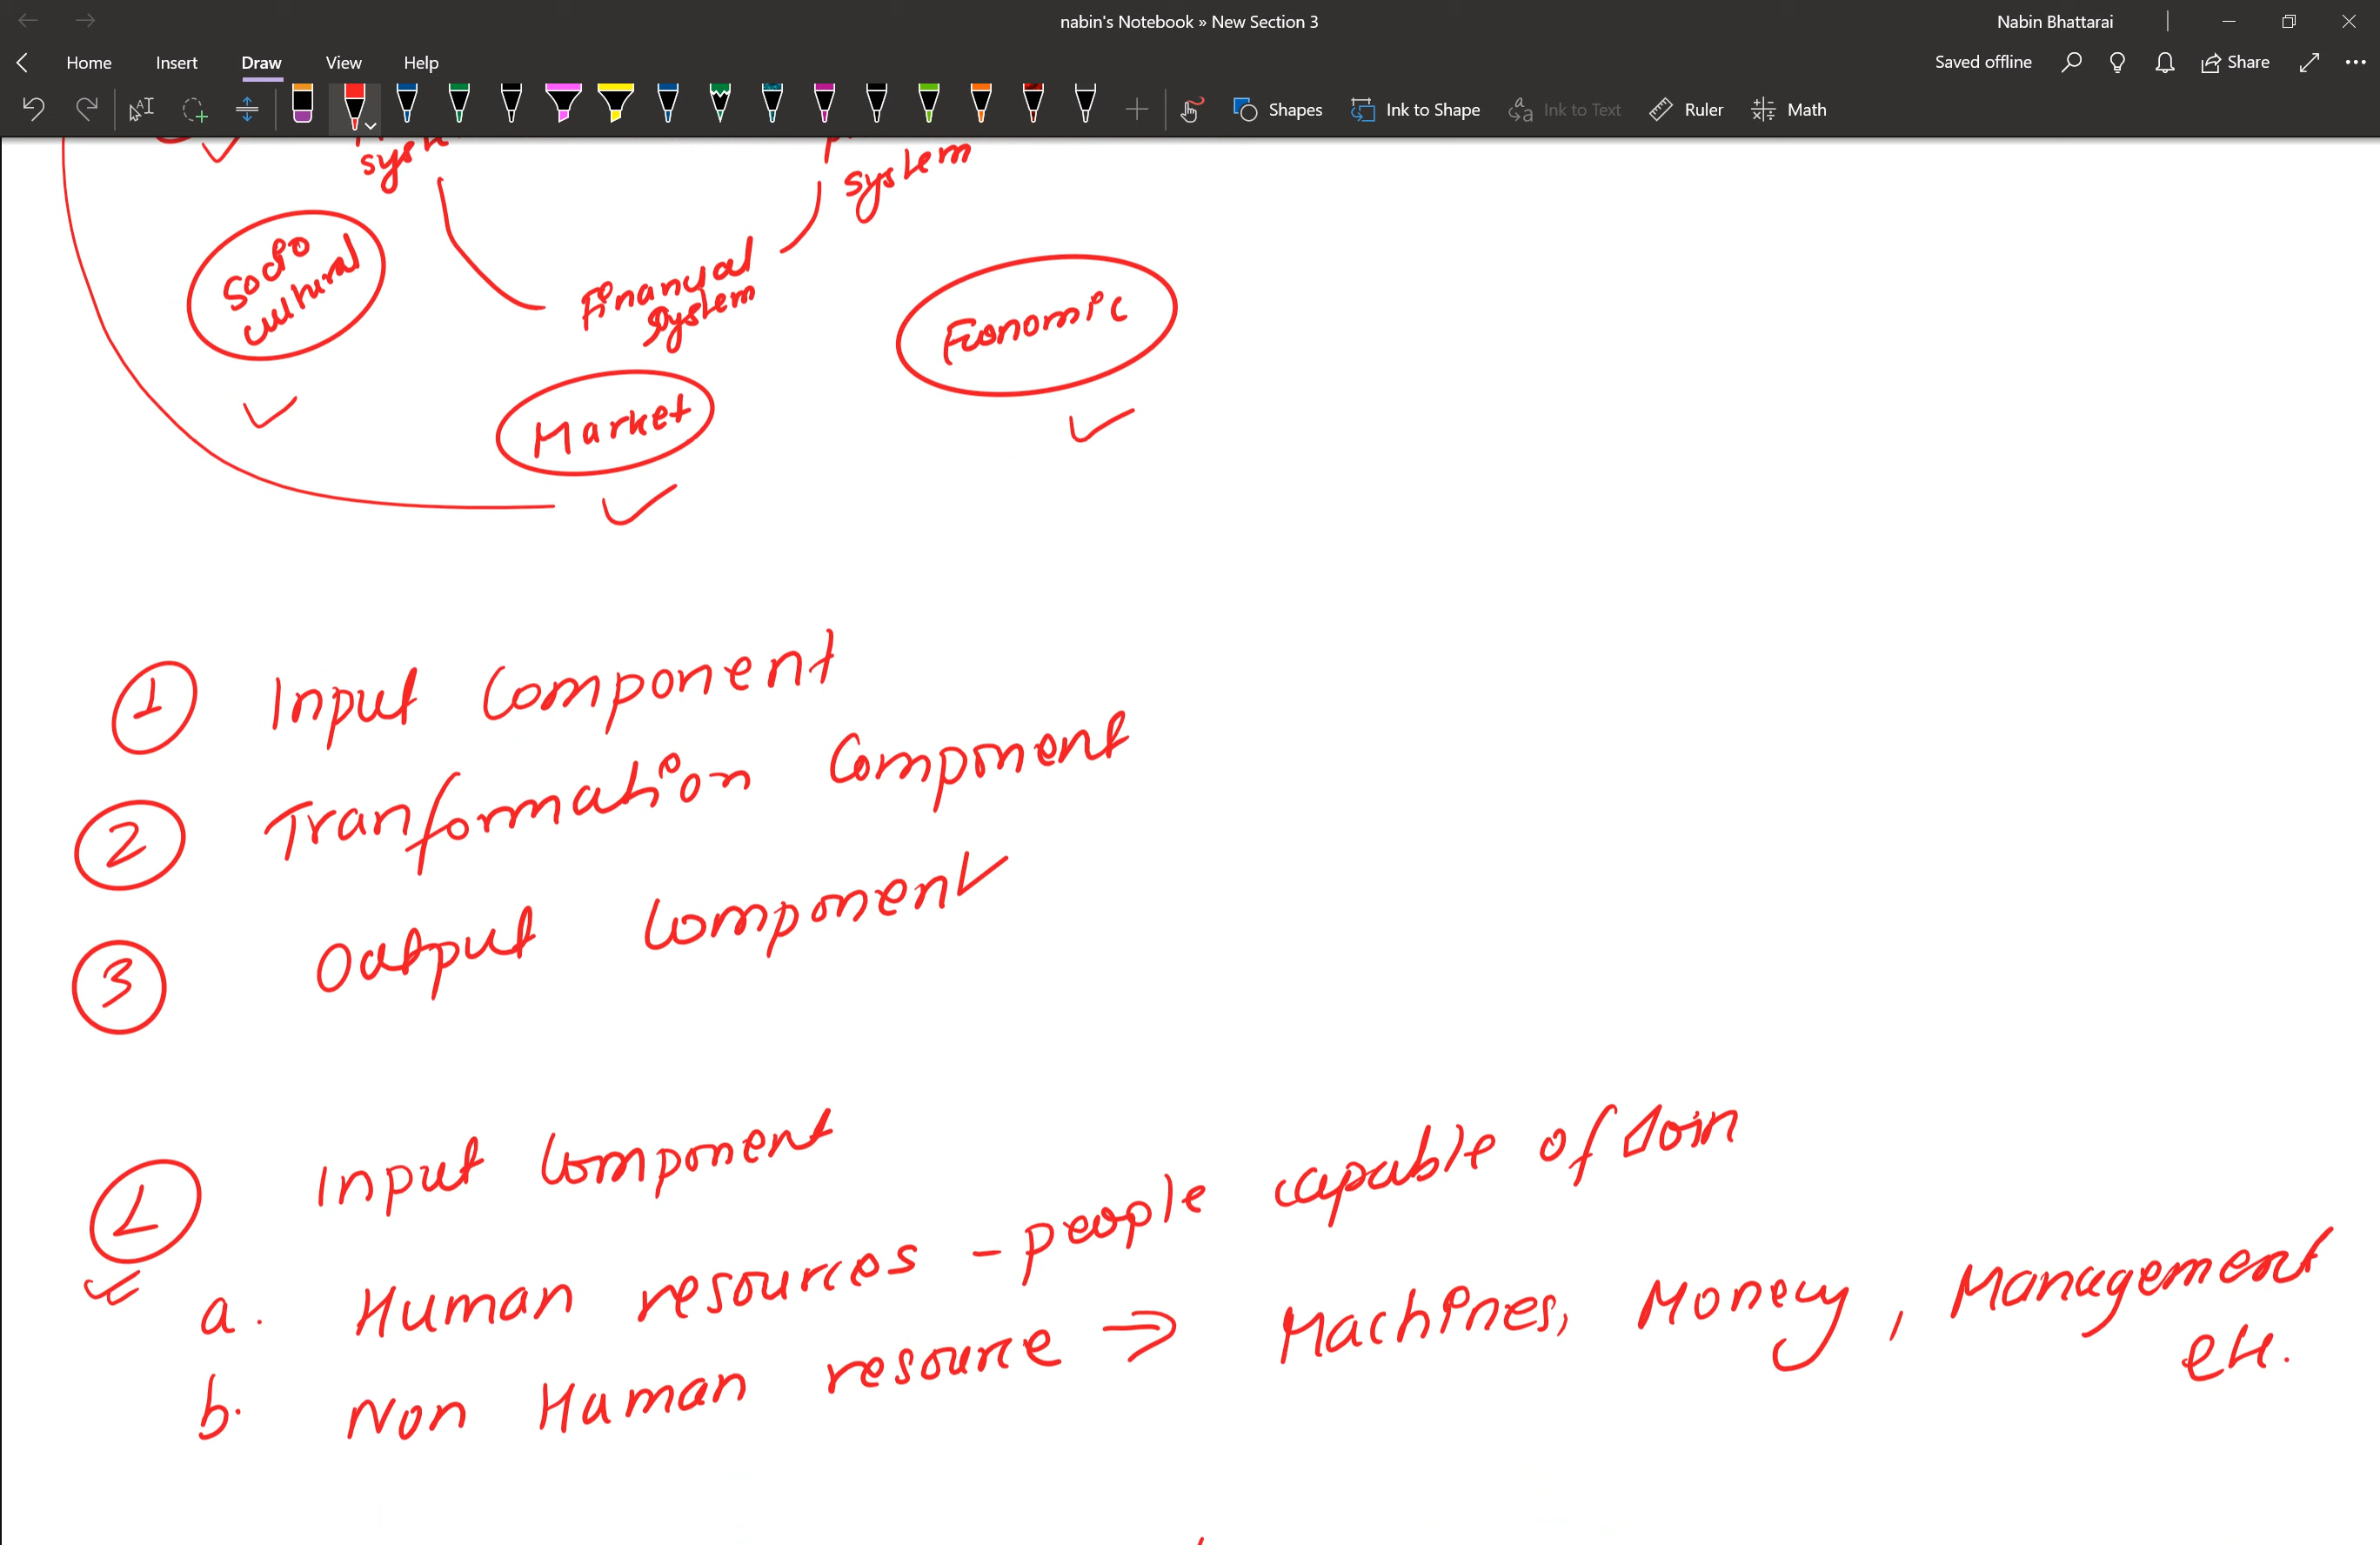 nabin's Notebook » New Section 3
Nabin Bhattarai
Home Insert Draw View Help
Saved offline Share
Shapes Ink to Shape Ink to Text Ruler Math
system
Socio
cultural
Financial
system
Economic
Market
1 Input Component
2 Tranformation Component
3 Output Component
1 Input Component
a. Human resources - people capable of doin
b. Non Human resource ⇒ Machines, Money, Management
etc.